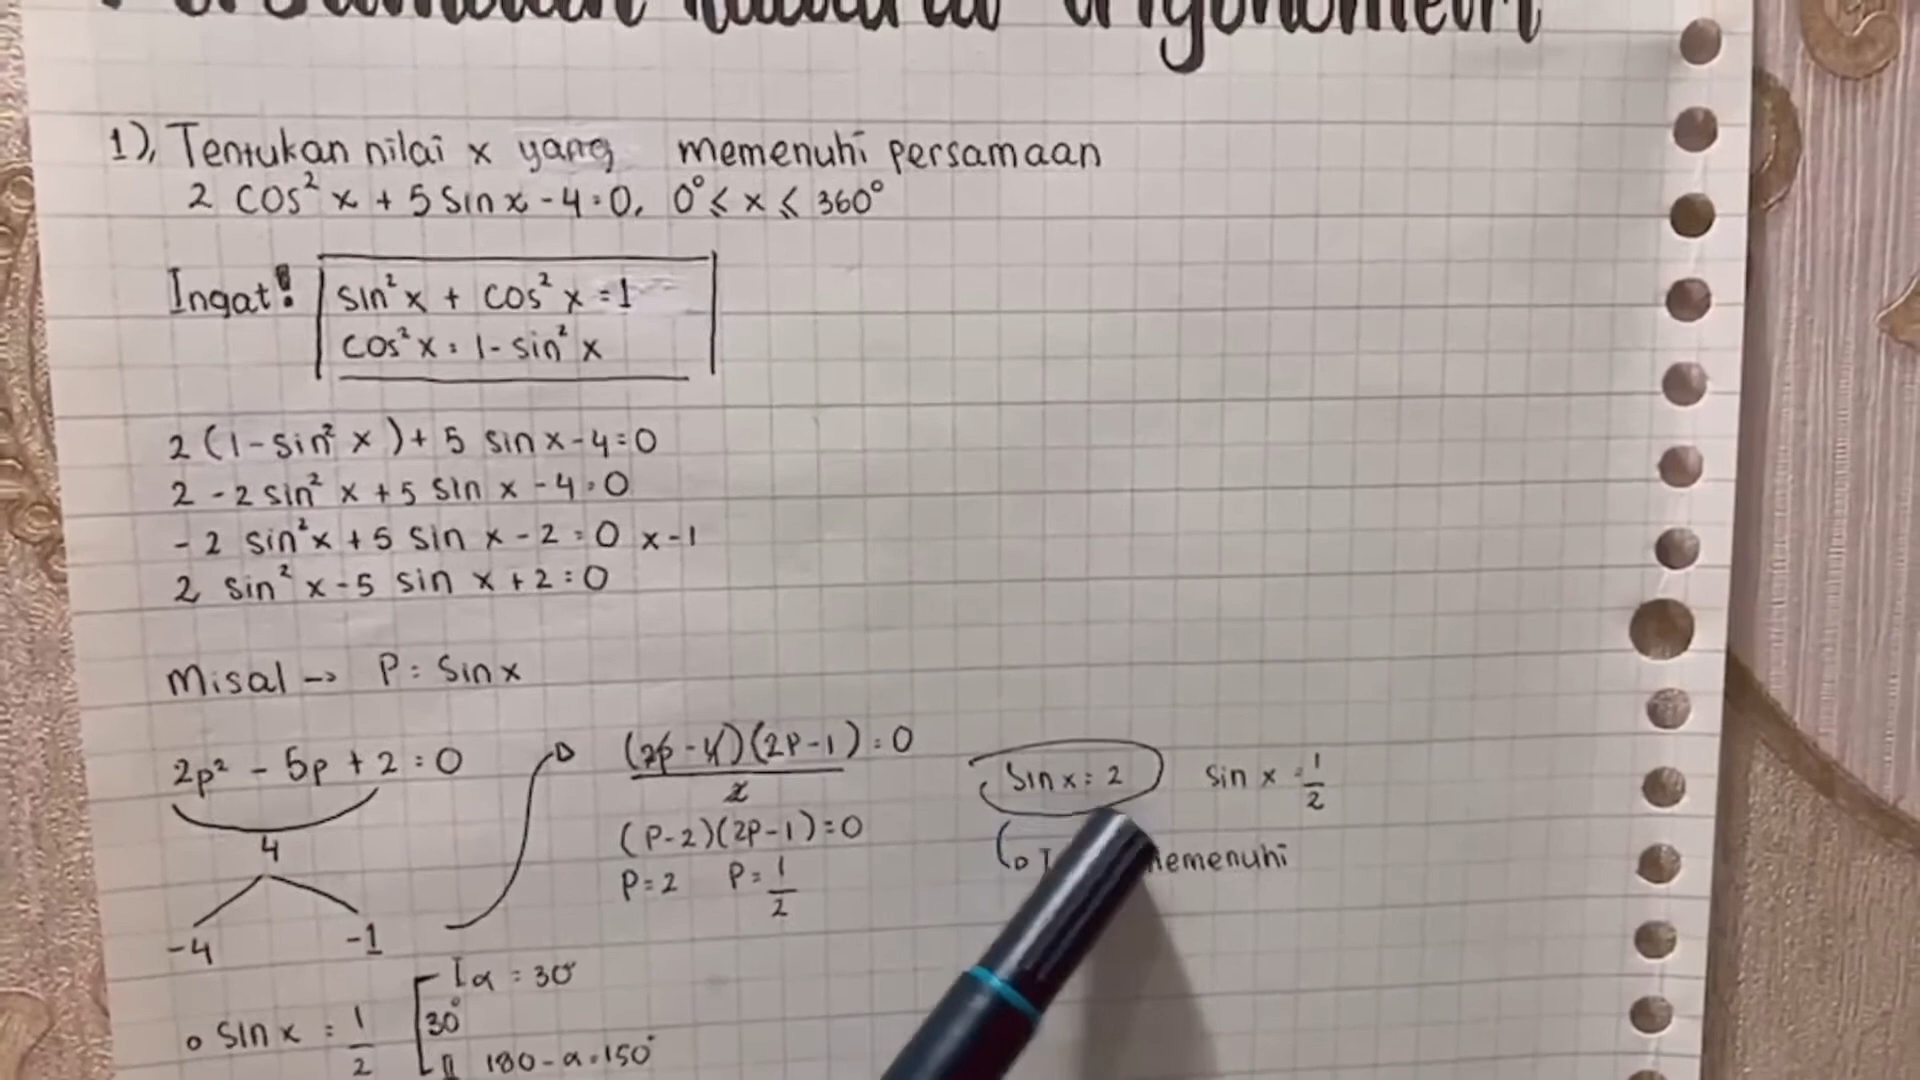 trigonometri
1), Tentukan nilai x yang memenuhi persamaan
2 cos² x + 5 sin x - 4 = 0, 0° ≤ x ≤ 360°
Ingat! sin² x + cos² x = 1
cos² x = 1 - sin² x
2 (1 - sin² x) + 5 sin x - 4 = 0
2 - 2 sin² x + 5 sin x - 4 = 0
- 2 sin² x + 5 sin x - 2 = 0 x -1
2 sin² x - 5 sin x + 2 = 0
Misal -> P = sin x
2p² - 5p + 2 = 0
4
-4 -1
(2p - 4)(2P - 1) = 0
2
(P - 2)(2P - 1) = 0
P = 2 P = 1/2
sin x = 2 sin x = 1/2
memenuhi
o sin x = 1/2
I α = 30°
30°
II 180 - α = 150°